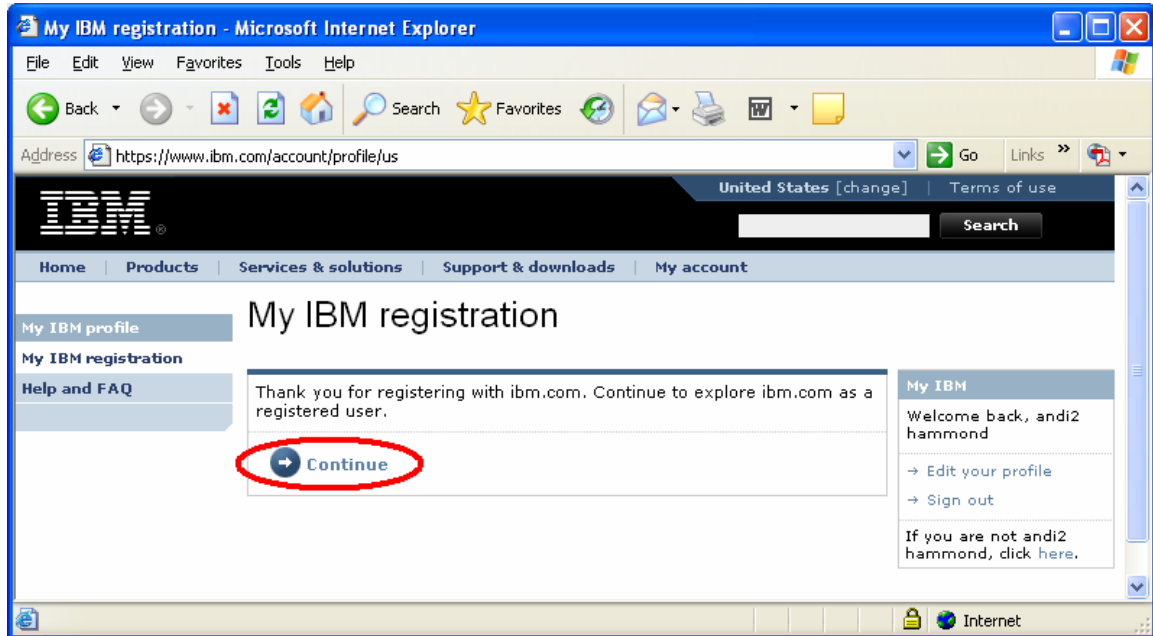 My IBM registration - Microsoft Internet Explorer
File Edit View Favorites Tools Help
Back Search Favorites
Address https://www.ibm.com/account/profile/us Go Links »
United States [change] | Terms of use
IBM®
Search
Home | Products | Services & solutions | Support & downloads | My account
My IBM registration
My IBM profile
My IBM registration
Help and FAQ
Thank you for registering with ibm.com. Continue to explore ibm.com as a
registered user.
Continue
My IBM
Welcome back, andi2
hammond
→ Edit your profile
→ Sign out
If you are not andi2
hammond, click here.
Internet